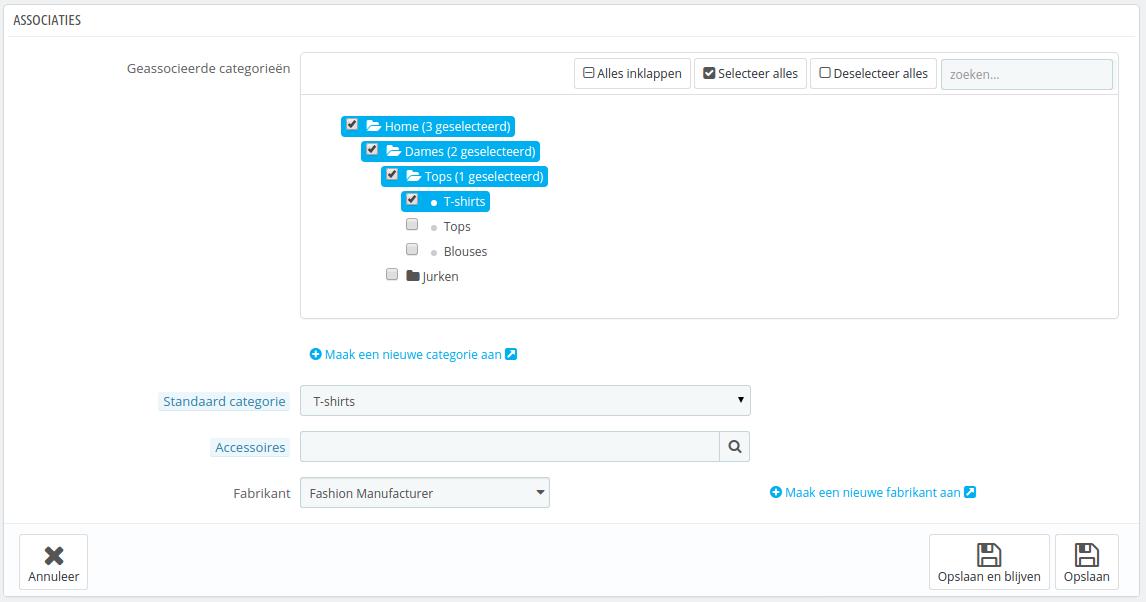 ASSOCIATIES
Geassocieerde categorieën
Alles inklappen Selecteer alles Deselecteer alles zoeken...
Home (3 geselecteerd)
Dames (2 geselecteerd)
Tops (1 geselecteerd)
T-shirts
Tops
Blouses
Jurken
Maak een nieuwe categorie aan
Standaard categorie T-shirts
Accessoires
Fabrikant Fashion Manufacturer Maak een nieuwe fabrikant aan
Annuleer Opslaan en blijven Opslaan